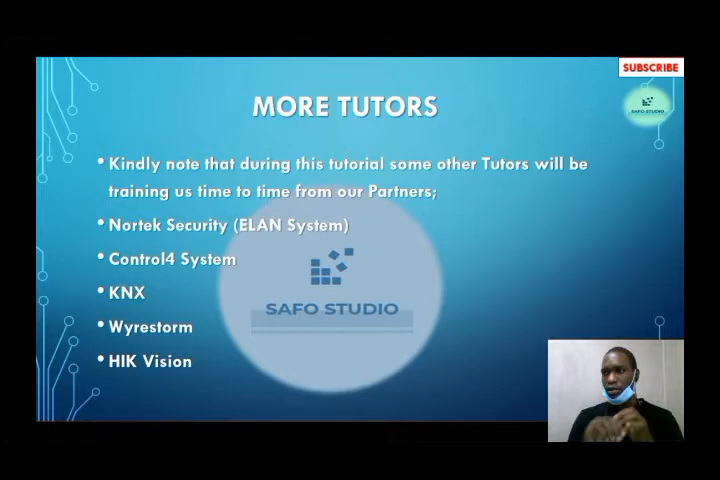 SUBSCRIBE
MORE TUTORS
SAFO STUDIO
• Kindly note that during this tutorial some other Tutors will be
training us time to time from our Partners;
• Nortek Security (ELAN System)
• Control4 System
• KNX
SAFO STUDIO
• Wyrestorm
• HIK Vision